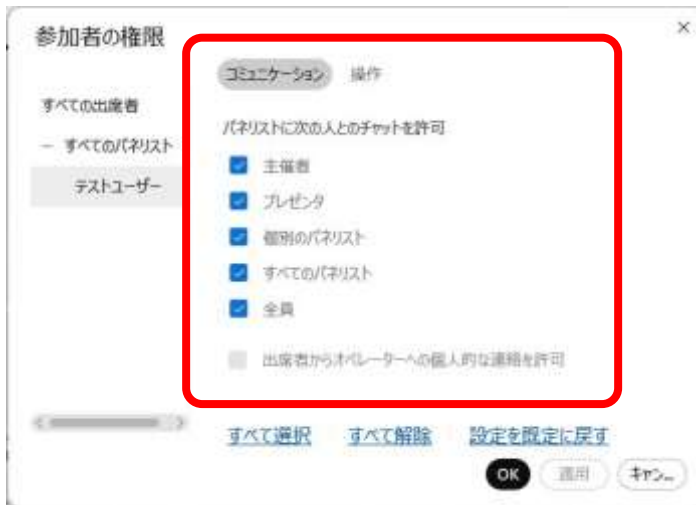 参加者の権限
×
すべての出席者
－ すべてのパネリスト
テストユーザー
コミュニケーション 操作
パネリストに次の人とのチャットを許可
主催者
プレゼンタ
個別のパネリスト
すべてのパネリスト
全員
出席者からオペレーターへの個人的な連絡を許可
すべて選択 すべて解除 設定を既定に戻す
OK 適用 キャン...